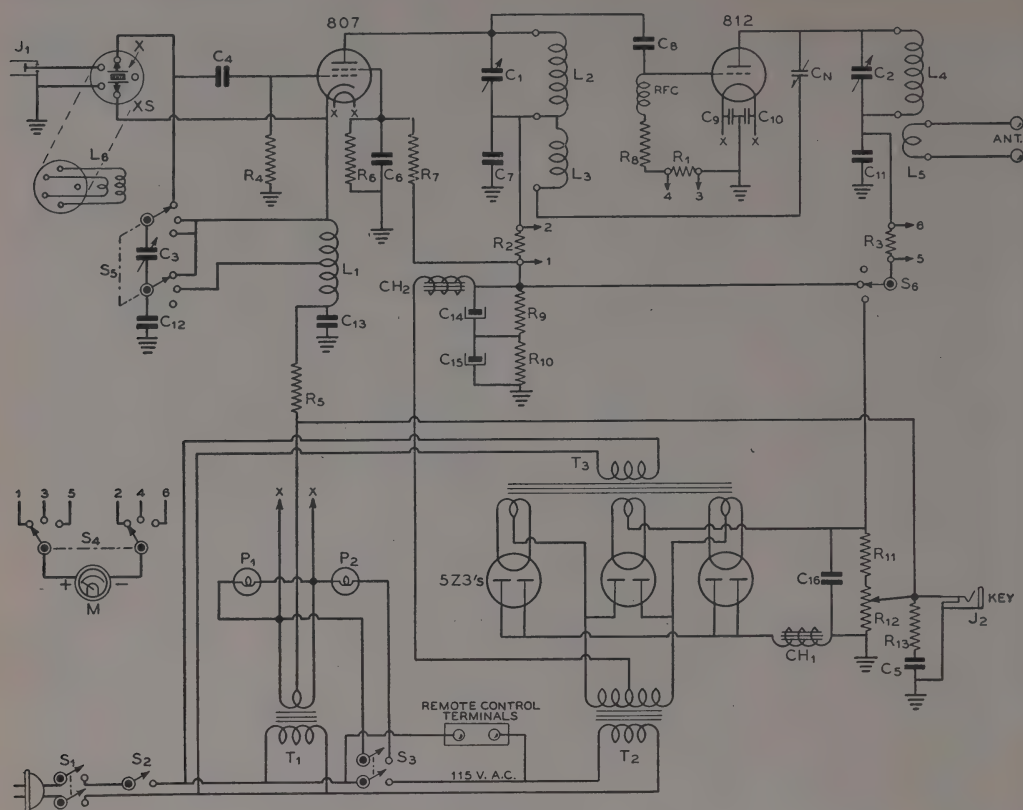 807
812
J1
X
XS
C4
C1
L2
C8
RFC
CN
C2
L4
C9
C10
X
X
ANT.
L6
R4
X
X
R6
C6
R7
C7
L3
R8
R1
4
3
C11
L5
S5
C3
L1
2
R2
1
6
R3
5
CH2
S6
C12
C13
C14
R9
C15
R10
R5
T3
1
3
5
2
4
6
S4
X
X
+
M
−
P1
P2
5Z3's
C16
R11
R12
KEY
J2
R13
CH1
C5
REMOTE CONTROL
TERMINALS
S1
S2
T1
S3
115 V. A.C.
T2